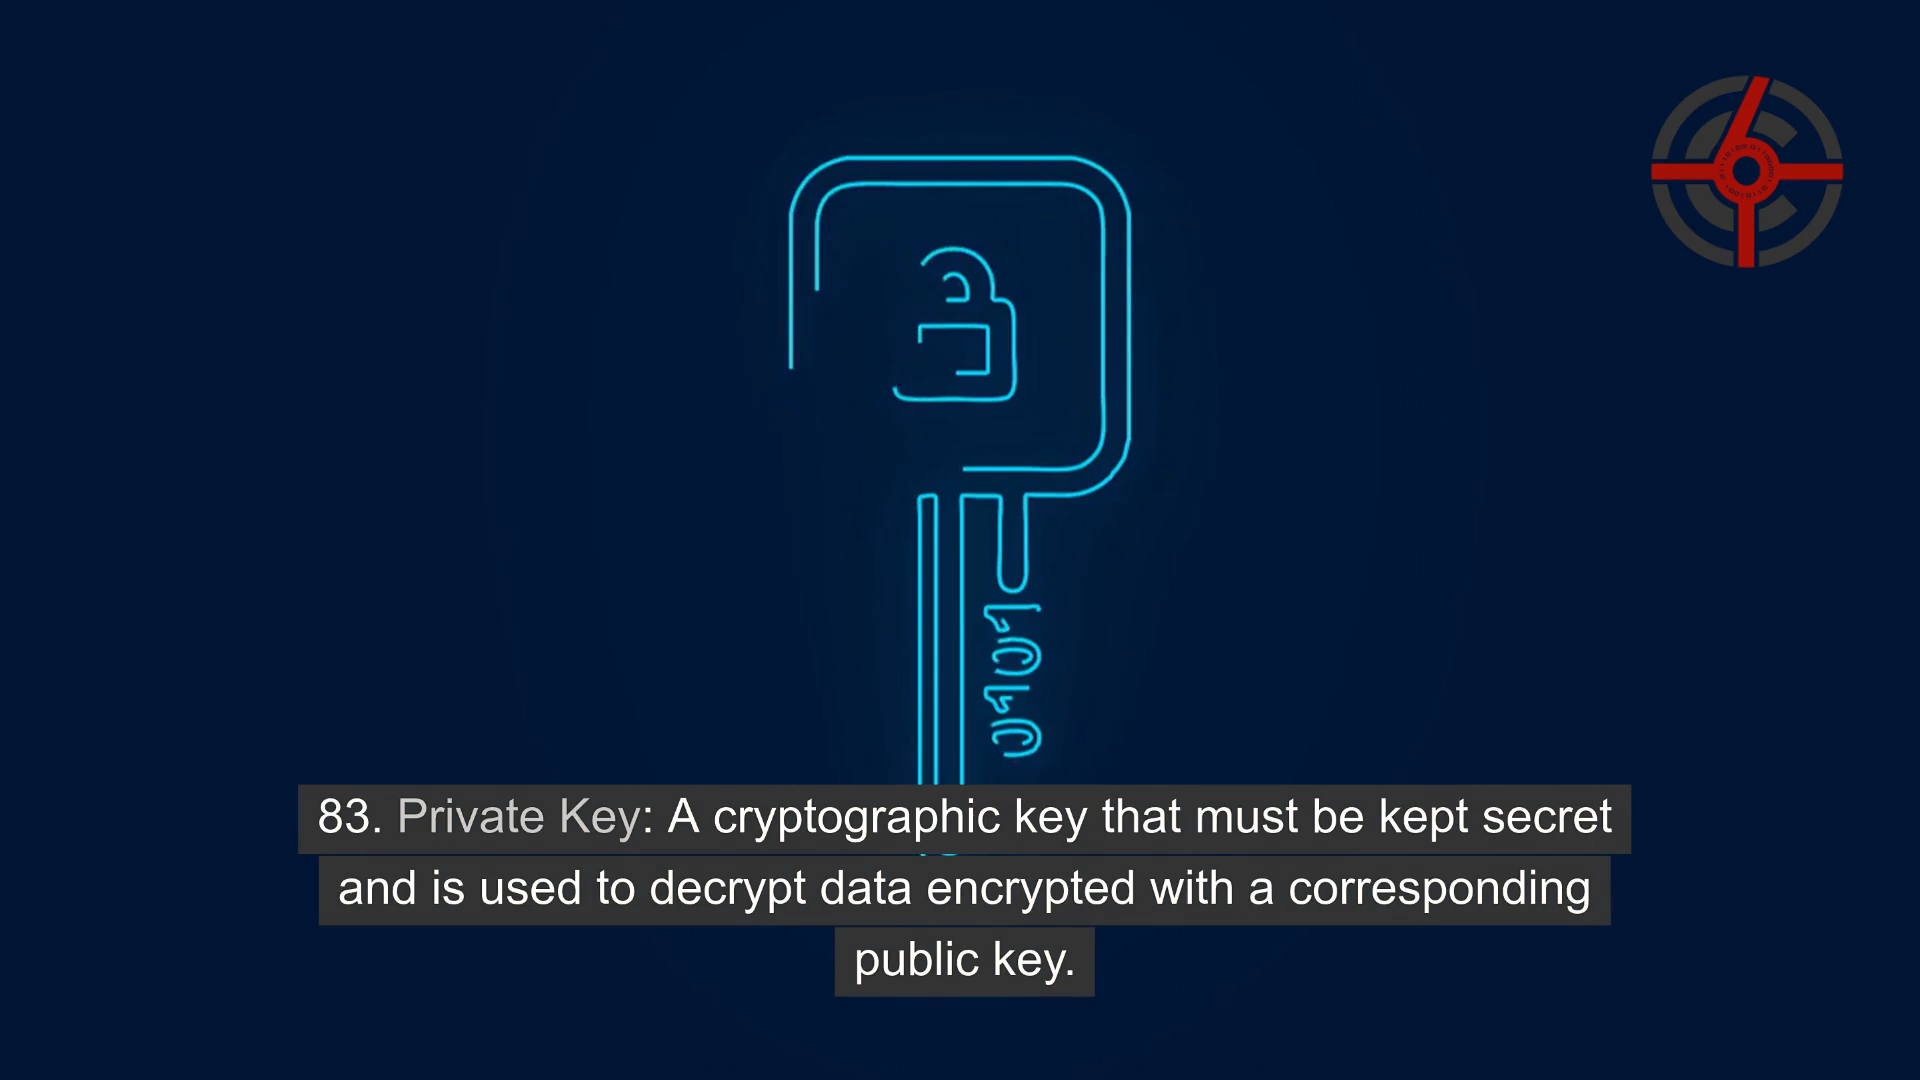 83. Private Key: A cryptographic key that must be kept secret
and is used to decrypt data encrypted with a corresponding
public key.